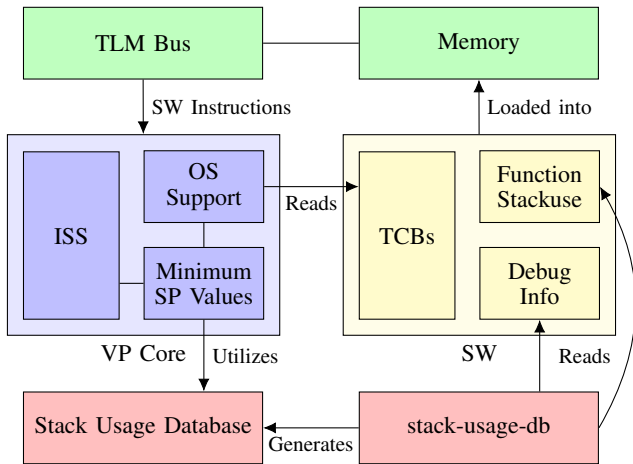 TLM Bus
Memory
SW Instructions
Loaded into
ISS
OS
Support
Reads
TCBs
Function
Stackuse
Minimum
SP Values
Debug
Info
VP Core
Utilizes
SW
Reads
Stack Usage Database
Generates
stack-usage-db